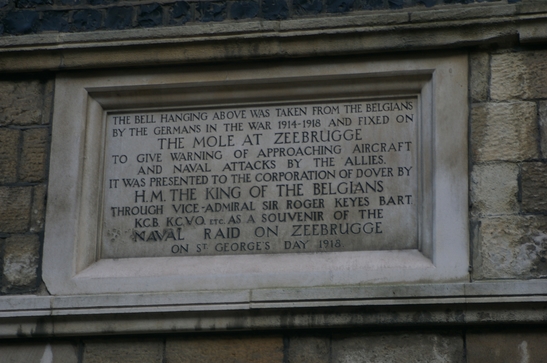 THE BELL HANGING ABOVE WAS TAKEN FROM THE BELGIANS
BY THE GERMANS IN THE WAR 1914-1918 AND FIXED ON
THE MOLE AT ZEEBRUGGE
TO GIVE WARNING OF APPROACHING AIRCRAFT
AND NAVAL ATTACKS BY THE ALLIES.
IT WAS PRESENTED TO THE CORPORATION OF DOVER BY
H.M. THE KING OF THE BELGIANS
THROUGH VICE-ADMIRAL SIR ROGER KEYES BART
K.C.B K.C.V.O. ETC. AS A SOUVENIR OF THE
NAVAL RAID ON ZEEBRUGGE
ON ST GEORGE'S DAY 1918